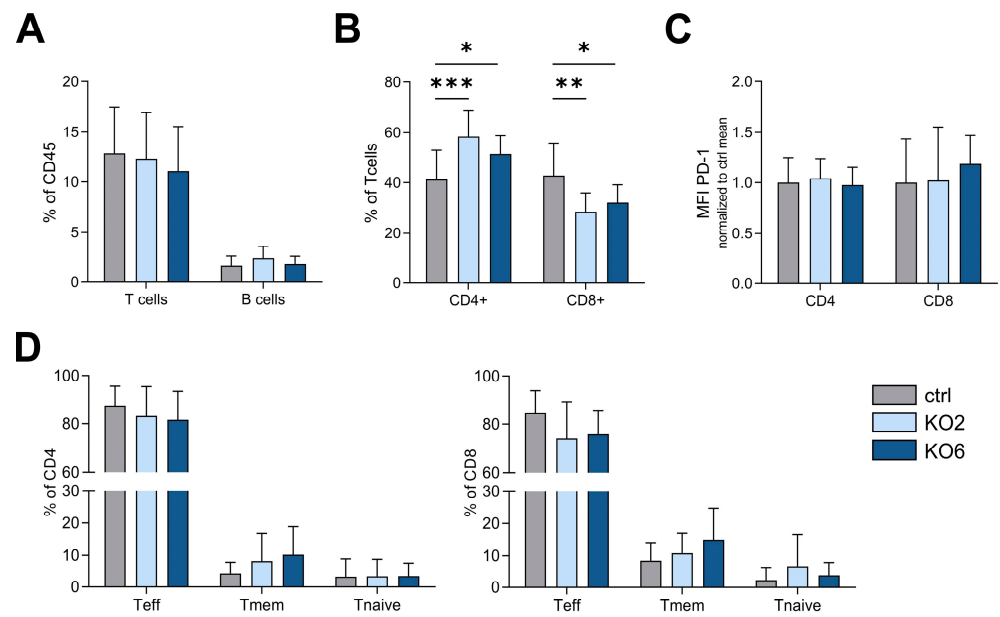 A
% of CD45
20
15
10
5
0
T cells
B cells
B
% of Tcells
80
60
40
20
0
*
***
*
**
CD4+
CD8+
C
MFI PD-1
normalized to ctrl mean
2.0
1.5
1.0
0.5
0.0
CD4
CD8
D
% of CD4
100
80
60
30
20
10
0
Teff
Tmem
Tnaive
% of CD8
100
80
60
30
20
10
0
Teff
Tmem
Tnaive
ctrl
KO2
KO6